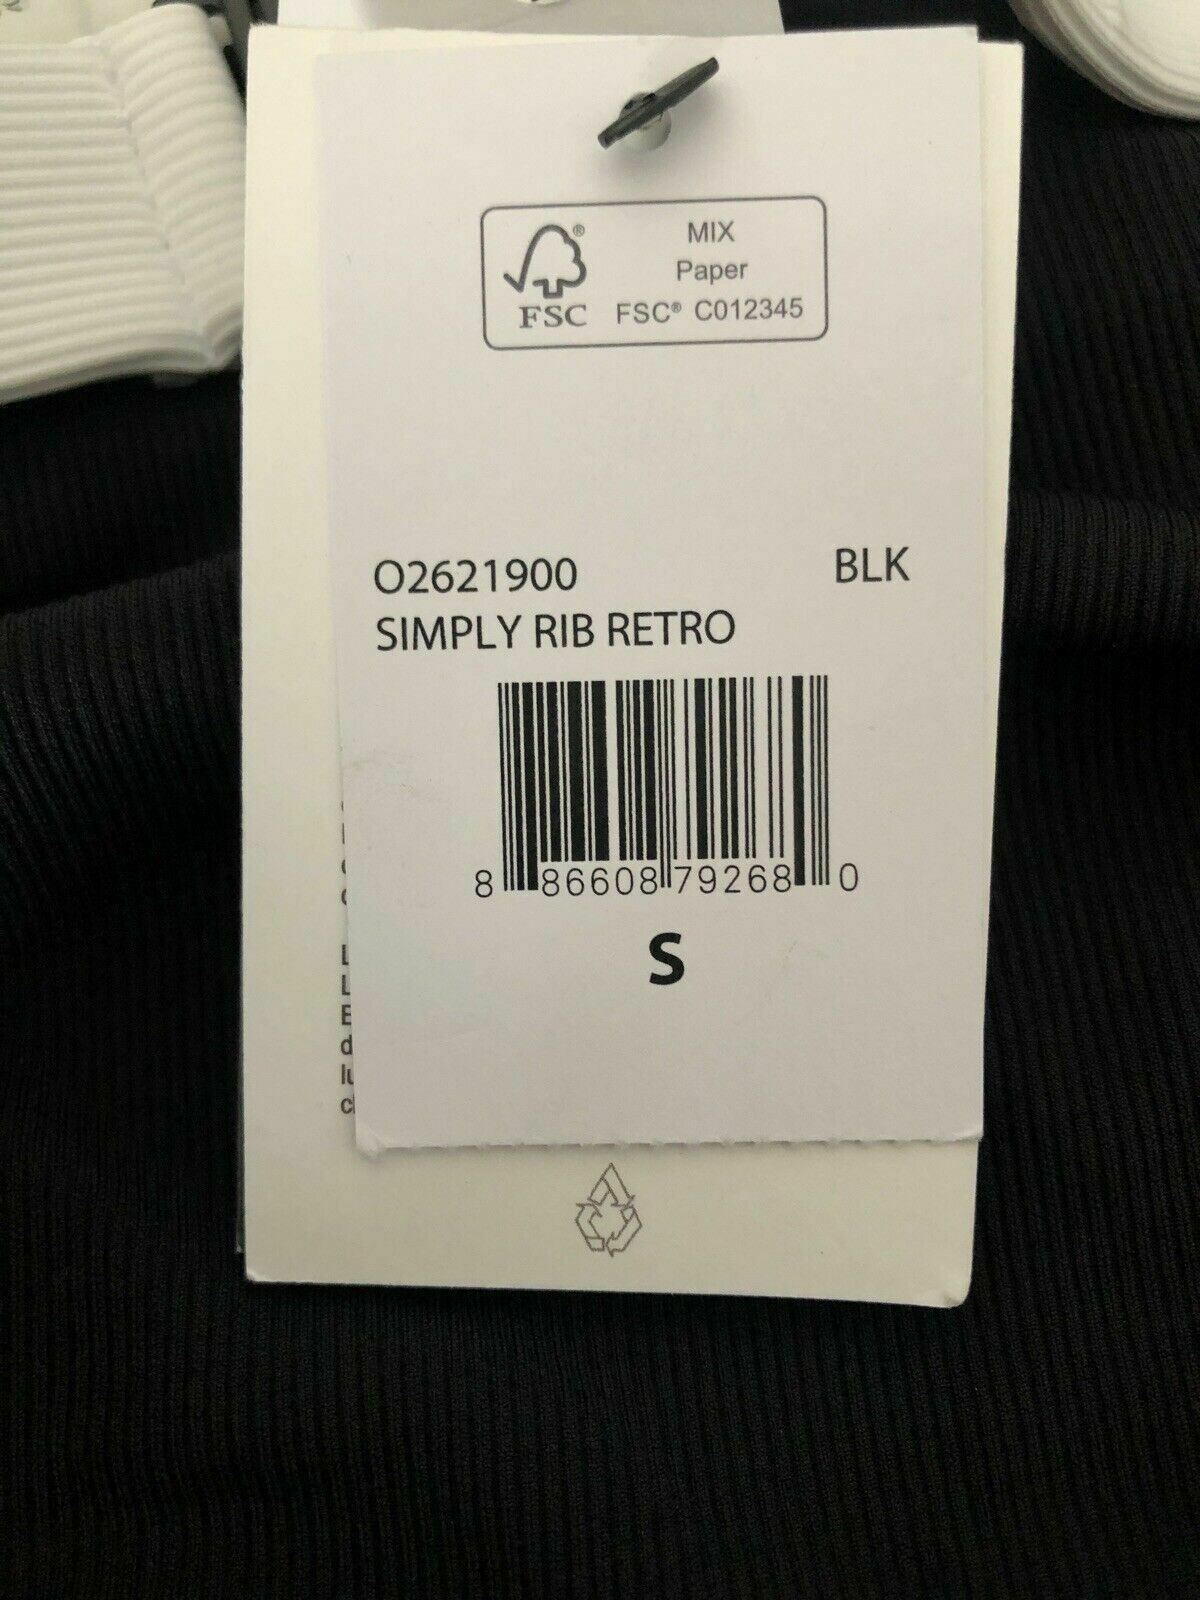 MIX
Paper
FSC® C012345
®
FSC
O2621900 BLK
SIMPLY RIB RETRO
8 86608 79268 0
S